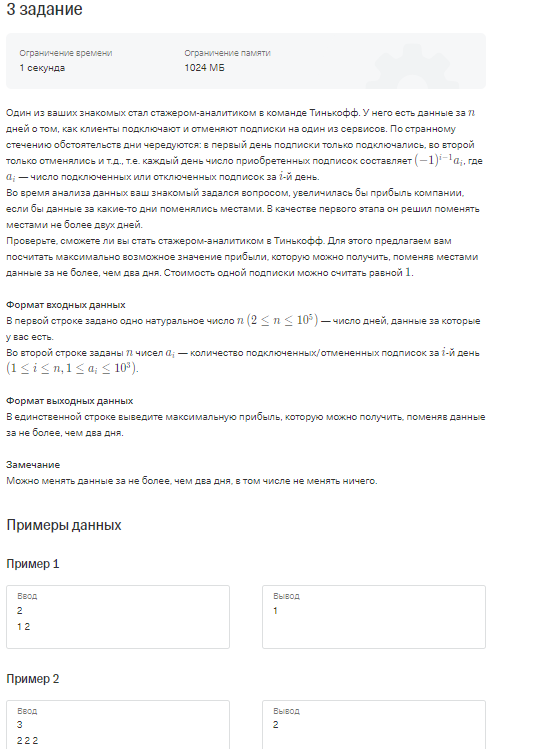 3 задание
Ограничение времени
Ограничение памяти
1 секунда
1024 МБ
Один из ваших знакомых стал стажером-аналитиком в команде Тинькофф. У него есть данные за n
дней о том, как клиенты подключают и отменяют подписки на один из сервисов. По странному
стечению обстоятельств дни чередуются: в первый день подписки только подключались, во второй
только отменялись и т.д., т.е. каждый день число приобретенных подписок составляет (−1)^{i−1}a_i, где
a_i — число подключенных или отключенных подписок за i-й день.
Во время анализа данных ваш знакомый задался вопросом, увеличилась бы прибыль компании,
если бы данные за какие-то дни поменялись местами. В качестве первого этапа он решил поменять
местами не более двух дней.
Проверьте, сможете ли вы стать стажером-аналитиком в Тинькофф. Для этого предлагаем вам
посчитать максимально возможное значение прибыли, которую можно получить, поменяв местами
данные за не более, чем два дня. Стоимость одной подписки можно считать равной 1.
Формат входных данных
В первой строке задано одно натуральное число n (2 ≤ n ≤ 10^5) — число дней, данные за которые
у вас есть.
Во второй строке заданы n чисел a_i — количество подключенных/отмененных подписок за i-й день
(1 ≤ i ≤ n, 1 ≤ a_i ≤ 10^3).
Формат выходных данных
В единственной строке выведите максимальную прибыль, которую можно получить, поменяв данные
за не более, чем два дня.
Замечание
Можно менять данные за не более, чем два дня, в том числе не менять ничего.
Примеры данных
Пример 1
Ввод
2
1 2
Вывод
1
Пример 2
Ввод
3
2 2 2
Вывод
2